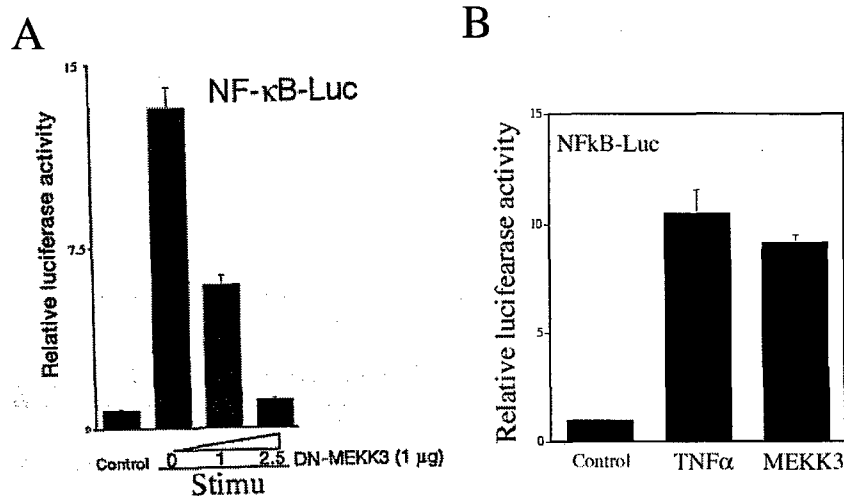 A
15
NF-κB-Luc
Relative luciferase activity
7.5
0
Control 0 1 2.5 DN-MEKK3 (1 μg)
Stimu
B
15
NFkB-Luc
Relative lucifearase activity
10
5
0
Control TNFα MEKK3